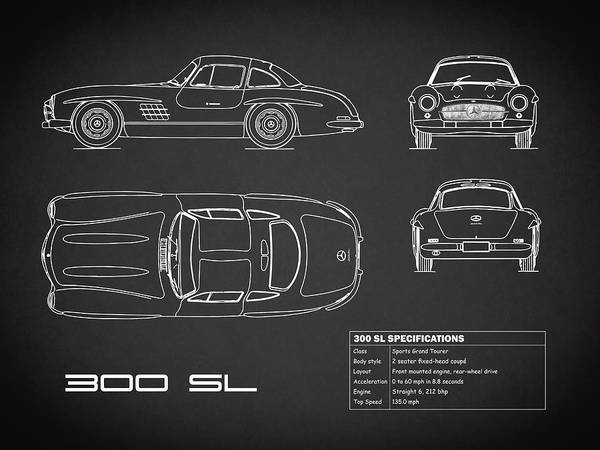 300 SL
300 SL SPECIFICATIONS
Class Sports Grand Tourer
Body style 2 seater fixed-head coupé
Layout Front mounted engine, rear-wheel drive
Acceleration 0 to 60 mph in 8.8 seconds
Engine Straight 6, 212 bhp
Top Speed 135.0 mph